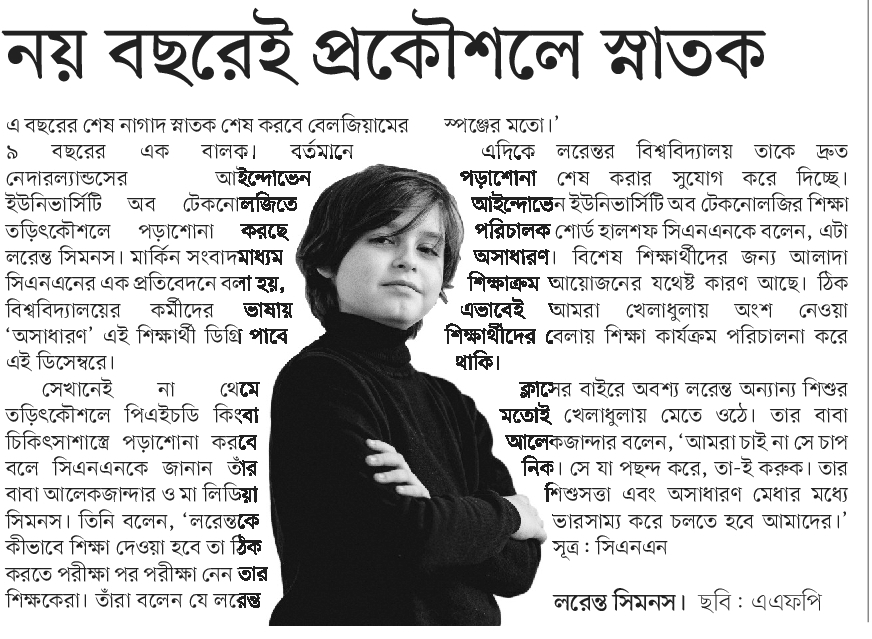 নয় বছরেই প্রকৌশলে স্নাতক
এ বছরের শেষ নাগাদ স্নাতক শেষ করবে বেলজিয়ামের
৯ বছরের এক বালক। বর্তমানে
নেদারল্যান্ডসের আইন্দোভেন
ইউনিভার্সিটি অব টেকনোলজিতে
তড়িৎকৌশলে পড়াশোনা করছে
লরেন্ত সিমনস। মার্কিন সংবাদমাধ্যম
সিএনএনের এক প্রতিবেদনে বলা হয়,
বিশ্ববিদ্যালয়ের কর্মীদের ভাষায়
‘অসাধারণ’ এই শিক্ষার্থী ডিগ্রি পাবে
এই ডিসেম্বরে।
সেখানেই না থেমে
তড়িৎকৌশলে পিএইচডি কিংবা
চিকিৎসাশাস্ত্রে পড়াশোনা করবে
বলে সিএনএনকে জানান তাঁর
বাবা আলেকজান্দার ও মা লিডিয়া
সিমনস। তিনি বলেন, ‘লরেন্তকে
কীভাবে শিক্ষা দেওয়া হবে তা ঠিক
করতে পরীক্ষা পর পরীক্ষা নেন তার
শিক্ষকেরা। তাঁরা বলেন যে লরেন্ত
স্পঞ্জের মতো।’
এদিকে লরেন্তর বিশ্ববিদ্যালয় তাকে দ্রুত
পড়াশোনা শেষ করার সুযোগ করে দিচ্ছে।
আইন্দোভেন ইউনিভার্সিটি অব টেকনোলজির শিক্ষা
পরিচালক শোর্ড হালশফ সিএনএনকে বলেন, এটা
অসাধারণ। বিশেষ শিক্ষার্থীদের জন্য আলাদা
শিক্ষাক্রম আয়োজনের যথেষ্ট কারণ আছে। ঠিক
এভাবেই আমরা খেলাধুলায় অংশ নেওয়া
শিক্ষার্থীদের বেলায় শিক্ষা কার্যক্রম পরিচালনা করে
থাকি।
ক্লাসের বাইরে অবশ্য লরেন্ত অন্যান্য শিশুর
মতোই খেলাধুলায় মেতে ওঠে। তার বাবা
আলেকজান্দার বলেন, ‘আমরা চাই না সে চাপ
নিক। সে যা পছন্দ করে, তা-ই করুক। তার
শিশুসত্তা এবং অসাধারণ মেধার মধ্যে
ভারসাম্য করে চলতে হবে আমাদের।’
সূত্র : সিএনএন
লরেন্ত সিমনস। ছবি : এএফপি